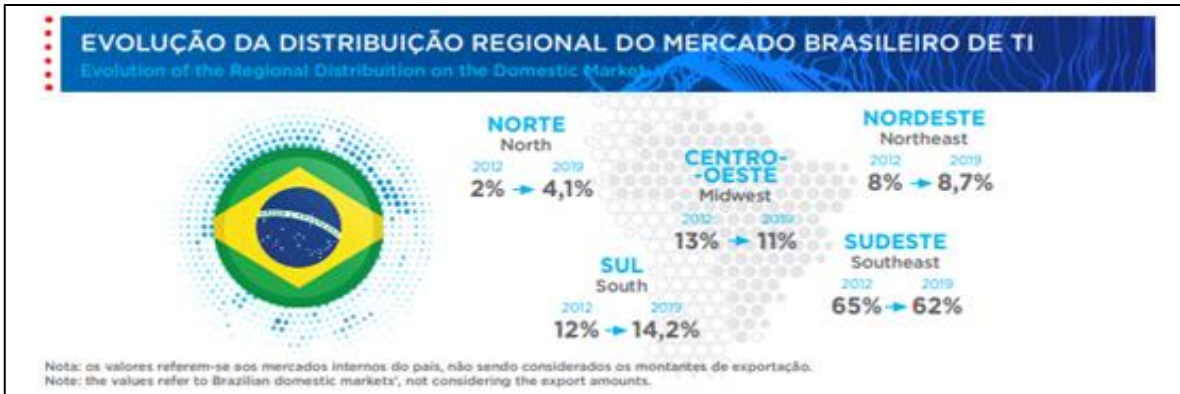 EVOLUÇÃO DA DISTRIBUIÇÃO REGIONAL DO MERCADO BRASILEIRO DE TI
Evolution of the Regional Distribuition on the Domestic Market
NORTE
North
2012 2019
2% 4,1%
CENTRO-
-OESTE
Midwest
2012 2019
13% 11%
NORDESTE
Northeast
2012 2019
8% 8,7%
SUL
South
2012 2019
12% 14,2%
SUDESTE
Southeast
2012 2019
65% 62%
Nota: os valores referem-se aos mercados internos do país, não sendo considerados os montantes de exportação.
Note: the values refer to Brazilian domestic markets', not considering the export amounts.